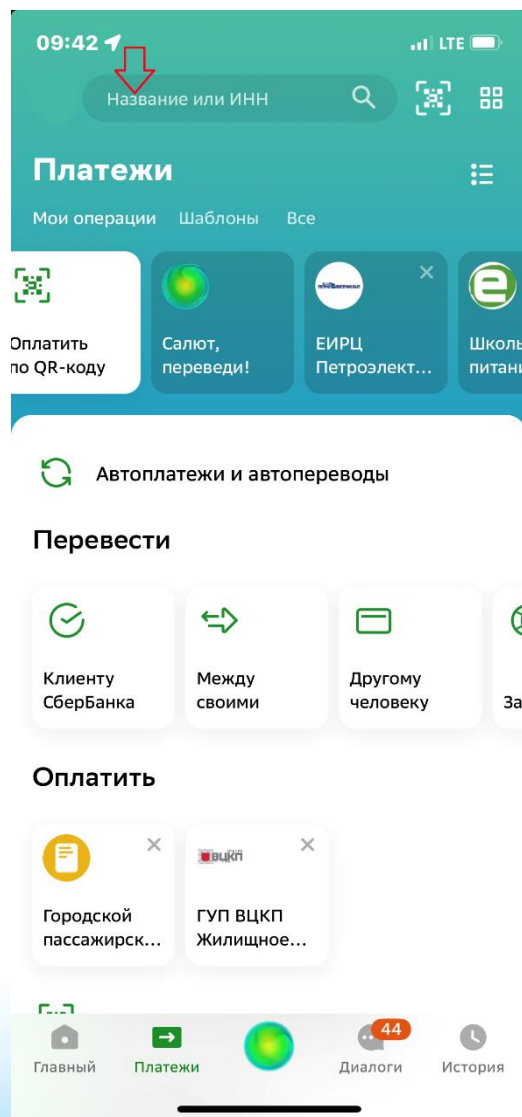 09:42
LTE
Название или ИНН
Платежи
Мои операции Шаблоны Все
Оплатить
по QR-коду
Салют,
переведи!
ЕИРЦ
Петроэлект...
Школь
питани
Автоплатежи и автопереводы
Перевести
Клиенту
СберБанка
Между
своими
Другому
человеку
За
Оплатить
Городской
пассажирск...
ВЦКП
ГУП ВЦКП
Жилищное...
44
Главный Платежи Диалоги История